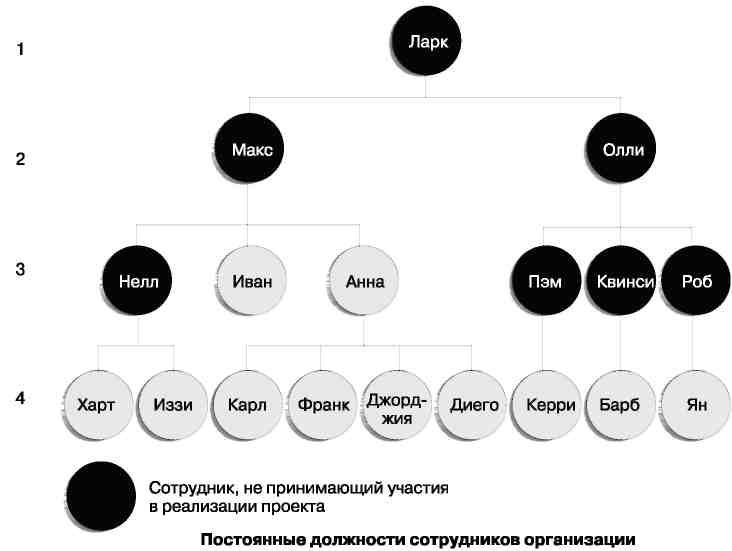 1
Ларк
2
Макс
Олли
3
Нелл
Иван
Анна
Пэм
Квинси
Роб
4
Харт
Иззи
Карл
Франк
Джорд-
жия
Диего
Керри
Барб
Ян
Сотрудник, не принимающий участия
в реализации проекта
Постоянные должности сотрудников организации